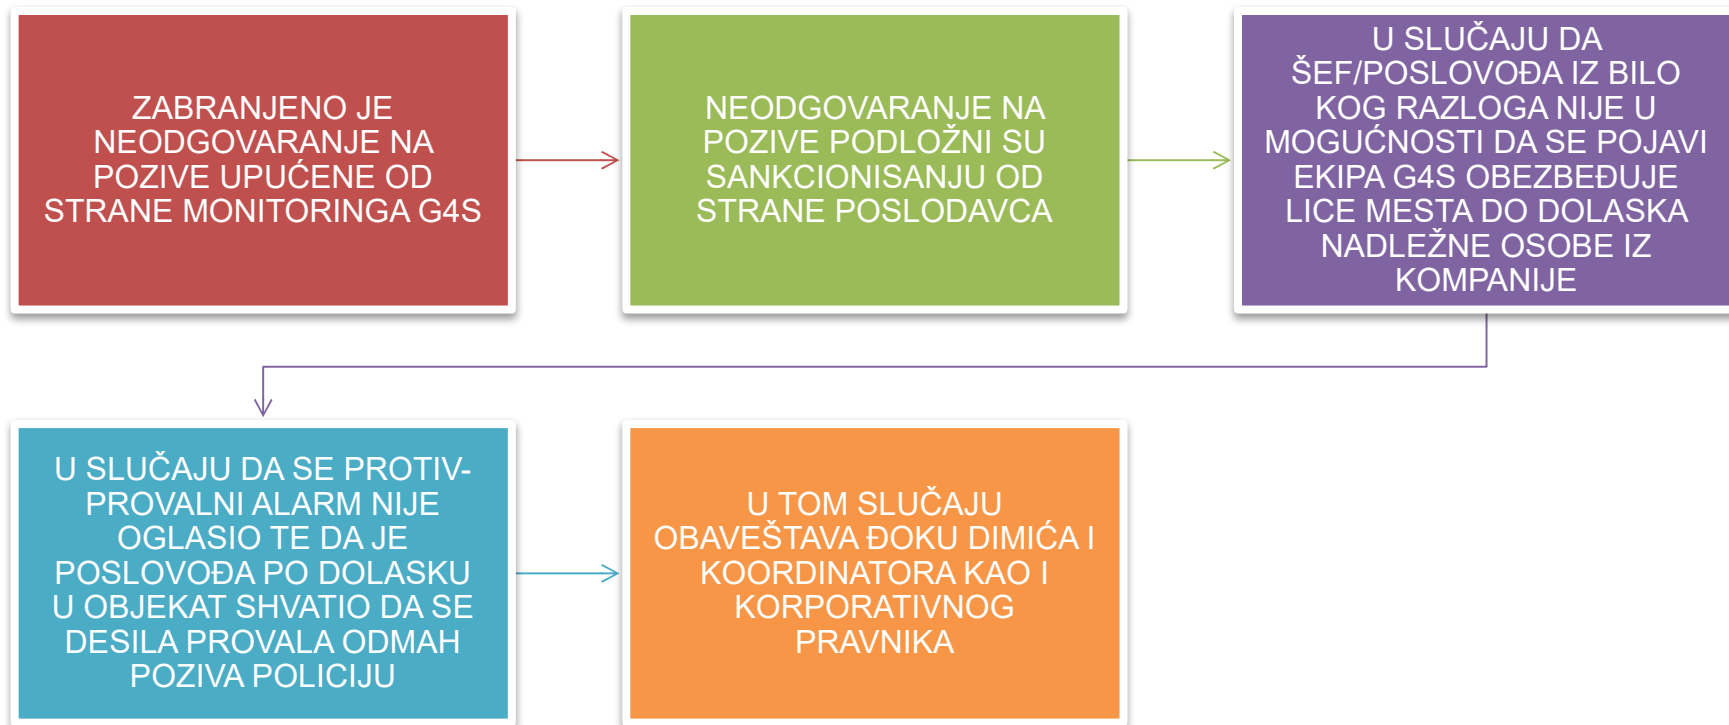 ZABRANJENO JE
NEODGOVARANJE NA
POZIVE UPUĆENE OD
STRANE MONITORINGA G4S
NEODGOVARANJE NA
POZIVE PODLOŽNI SU
SANKCIONISANJU OD
STRANE POSLODAVCA
U SLUČAJU DA
ŠEF/POSLOVOĐA IZ BILO
KOG RAZLOGA NIJE U
MOGUĆNOSTI DA SE POJAVI
EKIPA G4S OBEZBEĐUJE
LICE MESTA DO DOLASKA
NADLEŽNE OSOBE IZ
KOMPANIJE
U SLUČAJU DA SE PROTIV-
PROVALNI ALARM NIJE
OGLASIO TE DA JE
POSLOVOĐA PO DOLASKU
U OBJEKAT SHVATIO DA SE
DESILA PROVALA ODMAH
POZIVA POLICIJU
U TOM SLUČAJU
OBAVEŠTAVA ĐOKU DIMIĆA I
KOORDINATORA KAO I
KORPORATIVNOG
PRAVNIKA